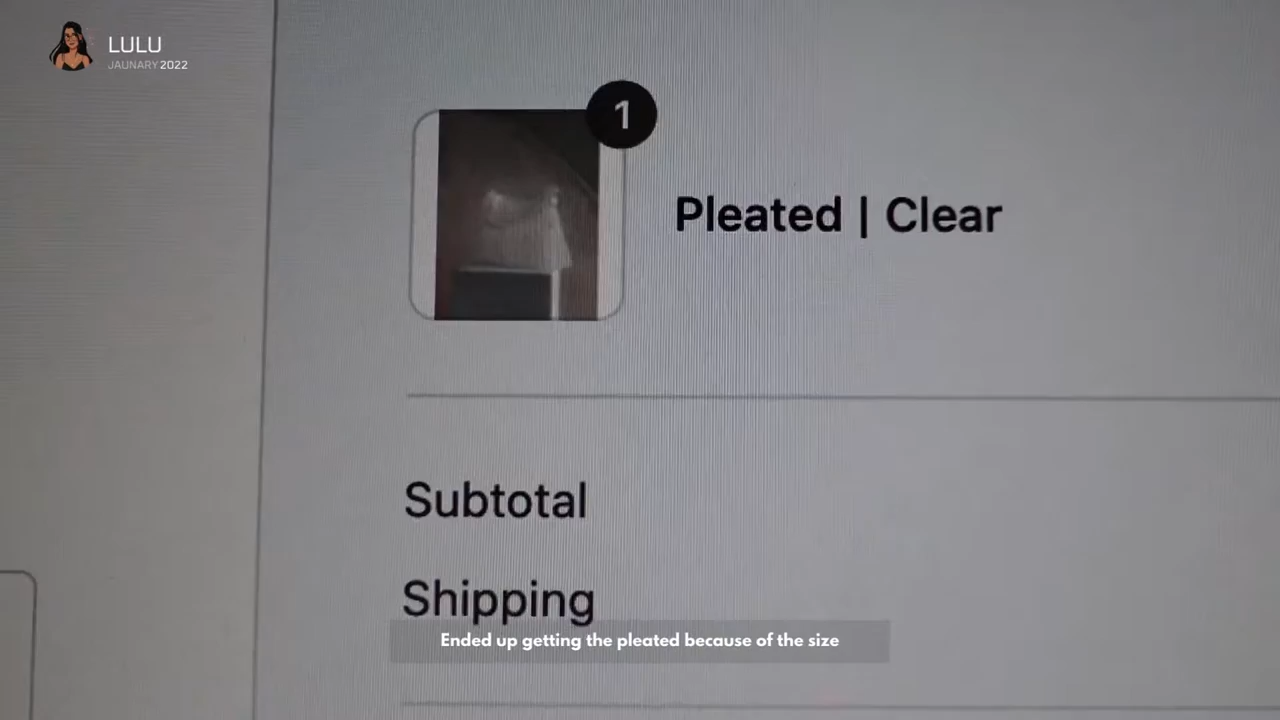 LULU
JAUNARY 2022
1
Pleated | Clear
Subtotal
Shipping
Ended up getting the pleated because of the size